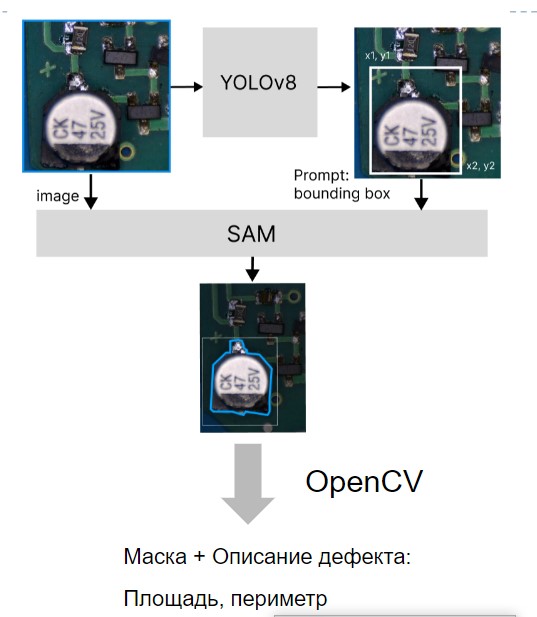 CK
47
25V
YOLOv8
x1, y1
CK
47
25V
x2, y2
image
Prompt:
bounding box
SAM
CK
47
25V
OpenCV
Маска + Описание дефекта:
Площадь, периметр